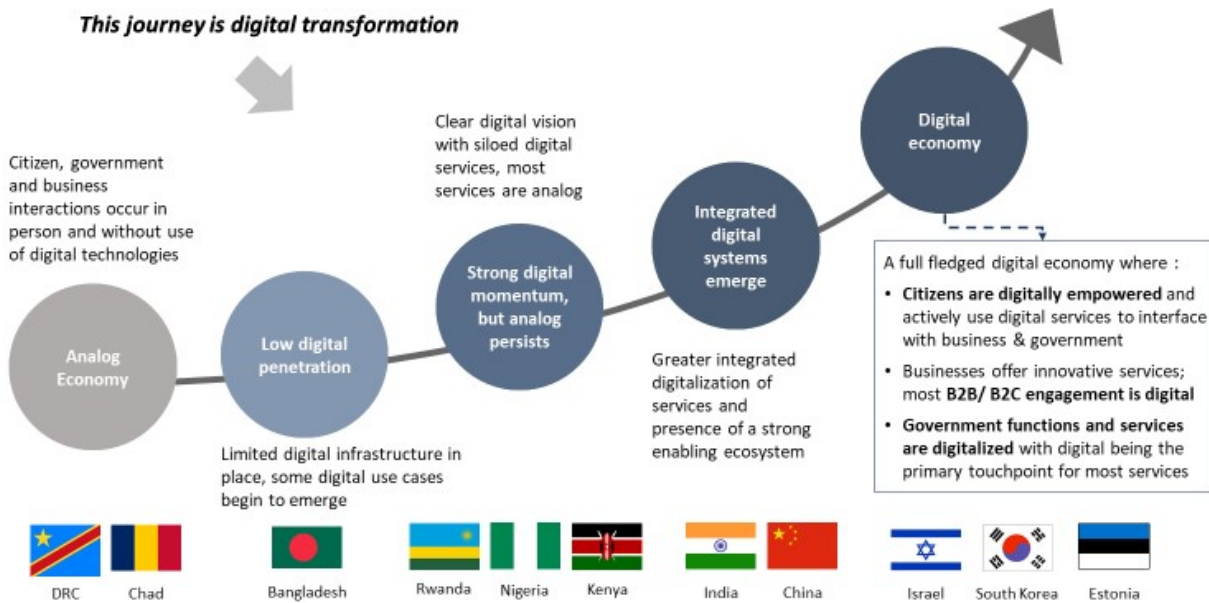 This journey is digital transformation
Citizen, government
and business
interactions occur in
person and without use
of digital technologies
Analog
Economy
Low digital
penetration
Limited digital infrastructure in
place, some digital use cases
begin to emerge
Clear digital vision
with siloed digital
services, most
services are analog
Strong digital
momentum,
but analog
persists
Integrated
digital
systems
emerge
Greater integrated
digitalization of
services and
presence of a strong
enabling ecosystem
Digital
economy
A full fledged digital economy where :
• Citizens are digitally empowered and
actively use digital services to interface
with business & government
• Businesses offer innovative services;
most B2B/ B2C engagement is digital
• Government functions and services
are digitalized with digital being the
primary touchpoint for most services
DRC
Chad
Bangladesh
Rwanda
Nigeria
Kenya
India
China
Israel
South Korea
Estonia